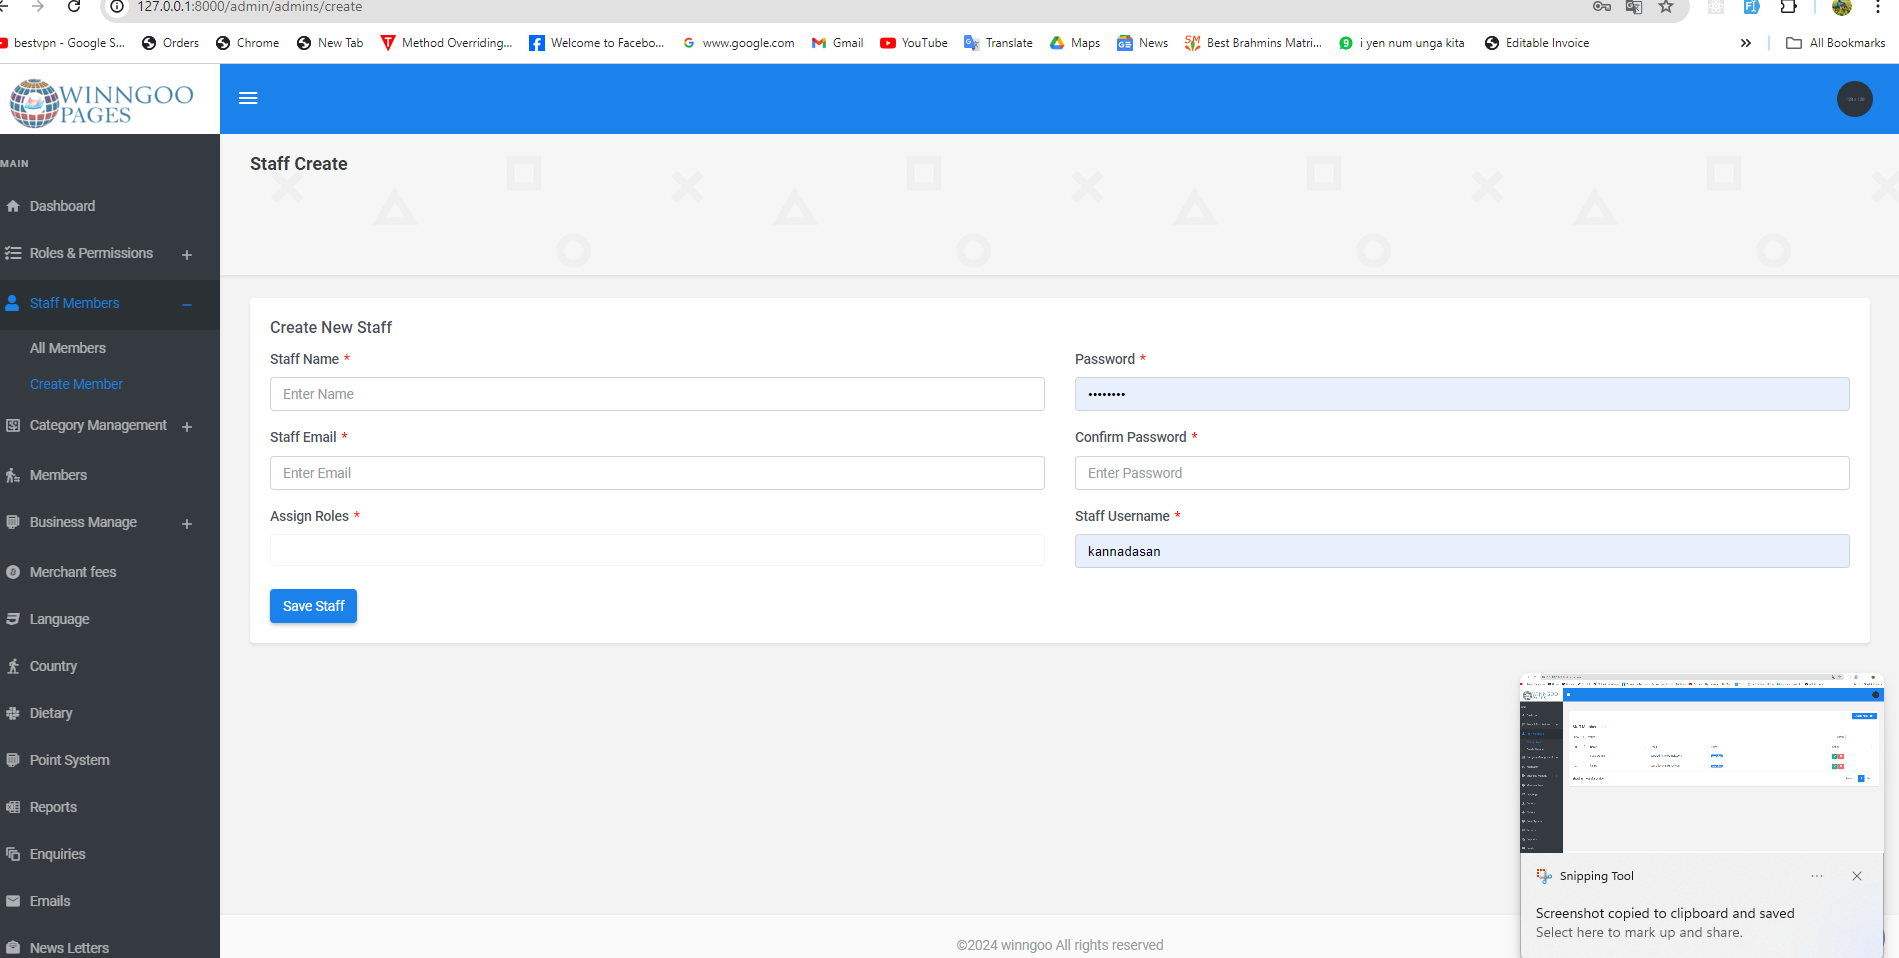 127.0.0.1:8000/admin/admins/create
bestvpn - Google S...
Orders
Chrome
New Tab
Method Overriding...
Welcome to Facebo...
www.google.com
Gmail
YouTube
Translate
Maps
News
Best Brahmins Matri...
9
i yen num unga kita
Editable Invoice
»
All Bookmarks
WINNGOO
PAGES
MAIN
Dashboard
Roles & Permissions +
Staff Members –
All Members
Create Member
Category Management +
Members
Business Manage +
Merchant fees
Language
Country
Dietary
Point System
Reports
Enquiries
Emails
News Letters
Staff Create
Create New Staff
Staff Name *
Enter Name
Password *
••••••••
Staff Email *
Enter Email
Confirm Password *
Enter Password
Assign Roles *
Staff Username *
kannadasan
Save Staff
Snipping Tool
Screenshot copied to clipboard and saved
Select here to mark up and share.
©2024 winngoo All rights reserved